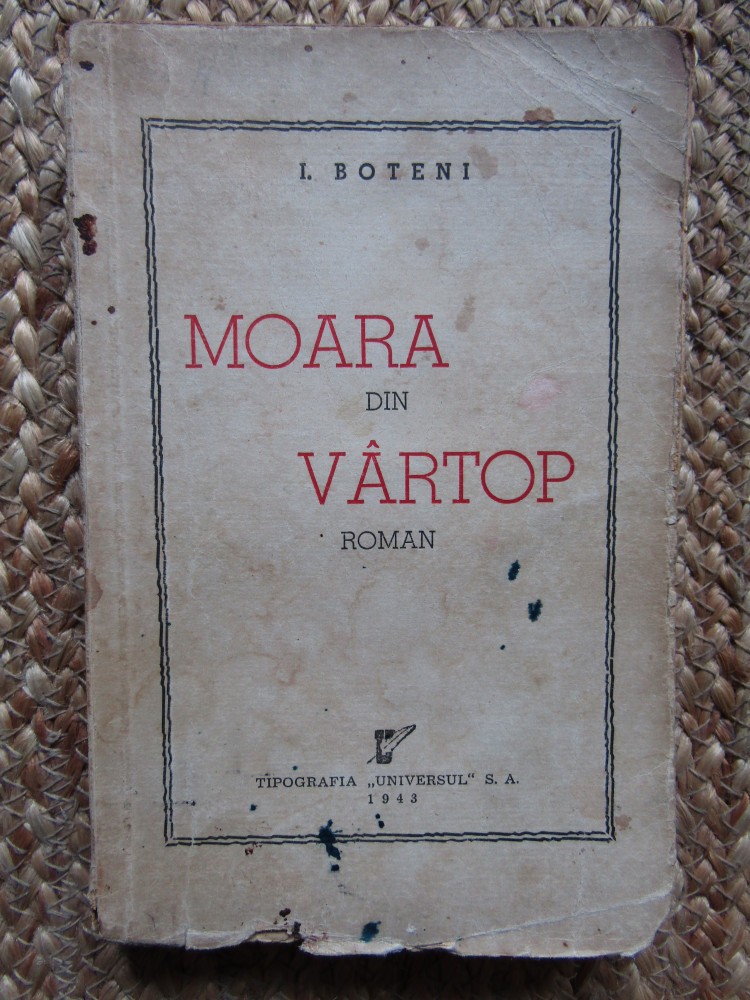 I. BOTENI
MOARA
DIN
VÂRTOP
ROMAN
TIPOGRAFIA „UNIVERSUL“ S. A.
1943